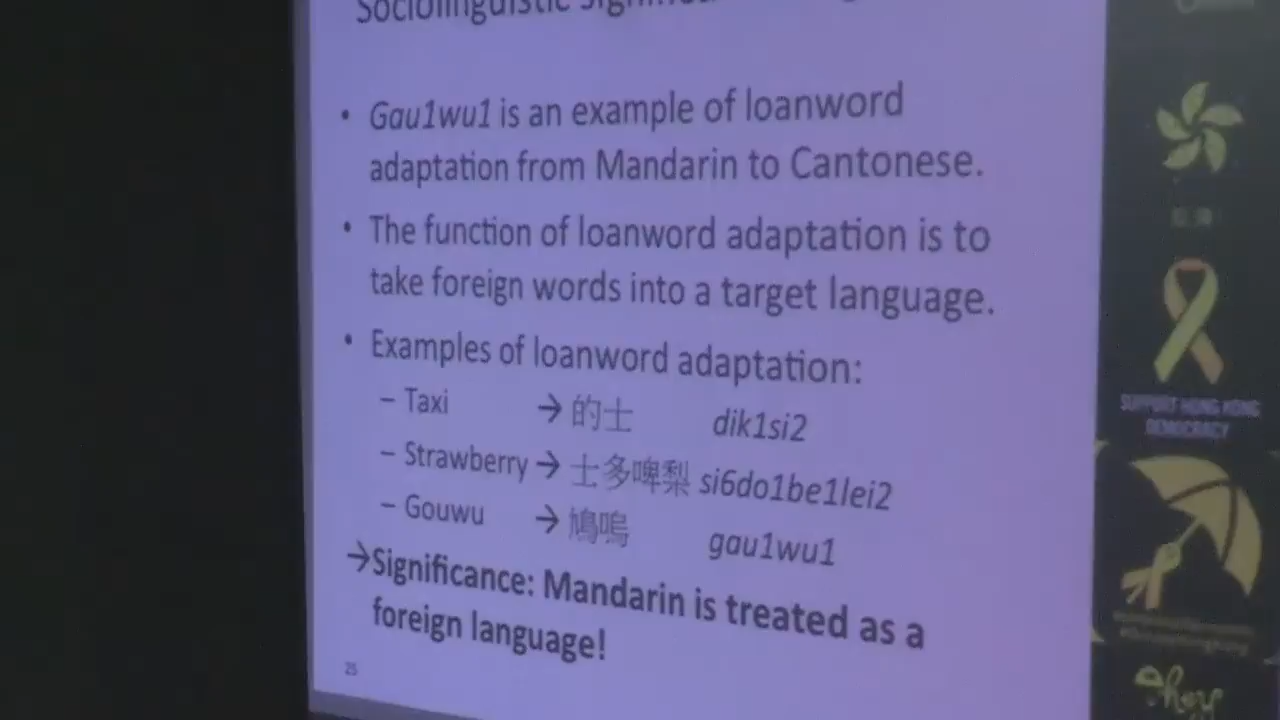 Sociolinguistic
• Gau1wu1 is an example of loanword
adaptation from Mandarin to Cantonese.
• The function of loanword adaptation is to
take foreign words into a target language.
• Examples of loanword adaptation:
– Taxi → 的士 dik1si2
– Strawberry → 士多啤梨 si6do1be1lei2
– Gouwu → 鳩嗚 gau1wu1
→Significance: Mandarin is treated as a
foreign language!
25
SUPPORT HONG KONG
DEMOCRACY